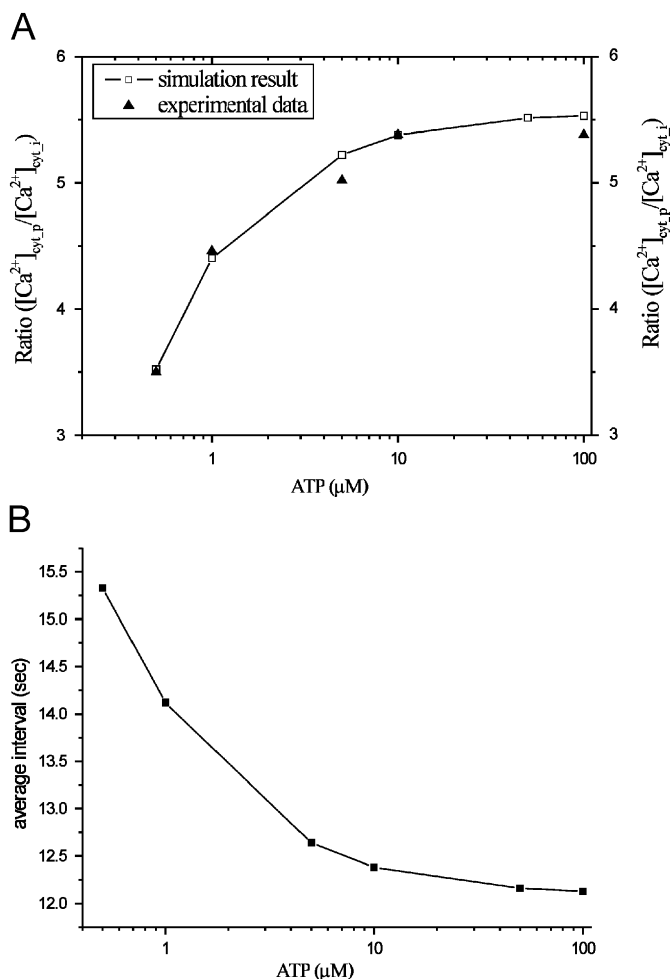 A
6
5
4
3
6
5
4
3
simulation result
experimental data
Ratio ([Ca²⁺]cyt_p/[Ca²⁺]cyt_i)
Ratio ([Ca²⁺]cyt_p/[Ca²⁺]cyt_i)
1
10
100
ATP (μM)
B
15.5
15.0
14.5
14.0
13.5
13.0
12.5
12.0
average interval (sec)
1
10
100
ATP (μM)